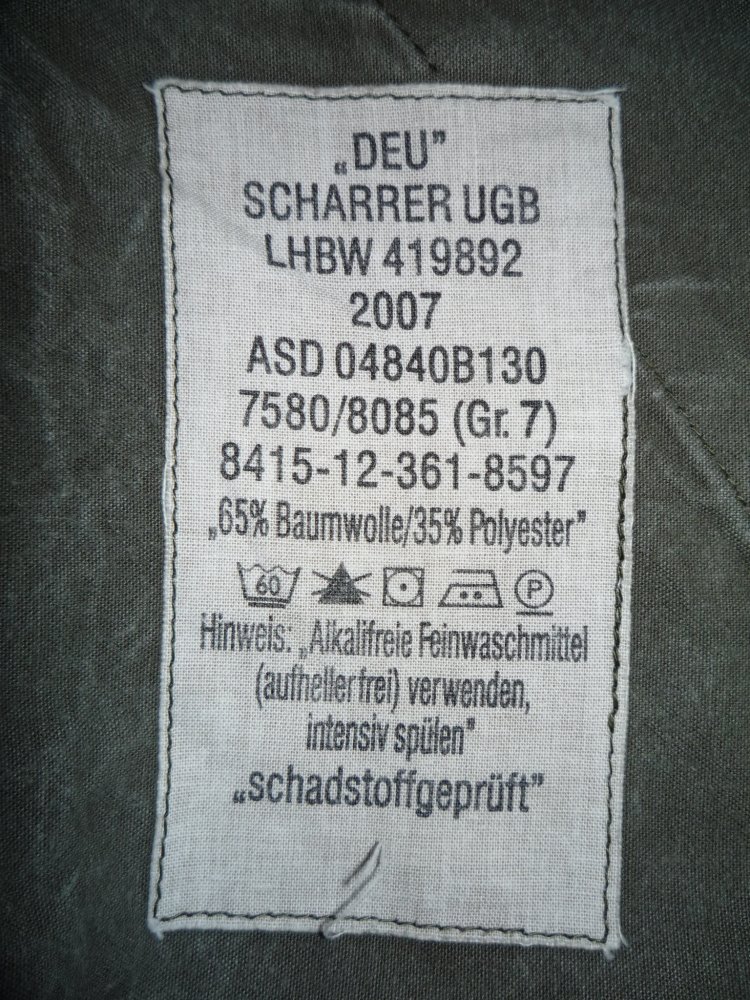 „DEU”
SCHARRER UGB
LHBW 419892
2007
ASD 04840B130
7580/8085 (Gr. 7)
8415-12-361-8597
„65% Baumwolle/35% Polyester”
60 P
Hinweis: „Alkalifreie Feinwaschmittel
(aufhellerfrei) verwenden,
intensiv spülen”
„schadstoffgeprüft”